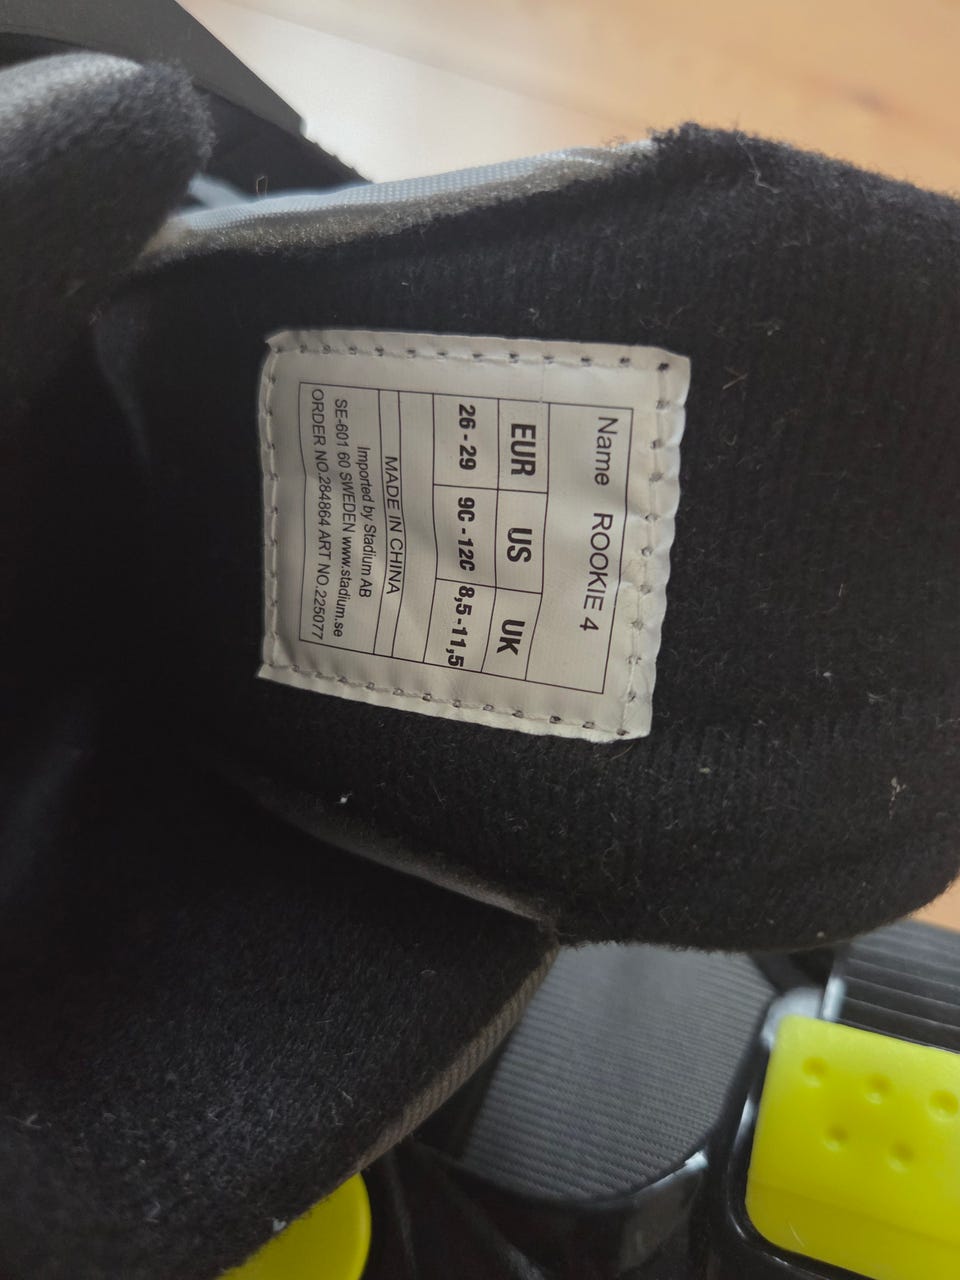 Name ROOKIE 4
EUR US UK
26 - 29 9C - 12C 8,5 -11,5
MADE IN CHINA
Imported by Stadium AB
SE-601 60 SWEDEN www.stadium.se
ORDER NO.284864 ART NO.225077